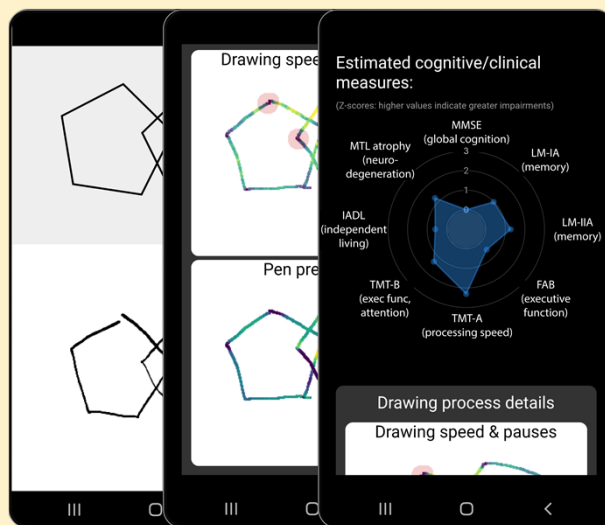 Drawing spee
Pen pre
Estimated cognitive/clinical
measures:
(Z-scores: higher values indicate greater impairments)
MMSE
(global cognition)
3
2
1
0
LM-IA
(memory)
LM-IIA
(memory)
FAB
(executive
function)
TMT-A
(processing speed)
TMT-B
(exec func,
attention)
IADL
(independent
living)
MTL atrophy
(neuro-
degeneration)
Drawing process details
Drawing speed & pauses